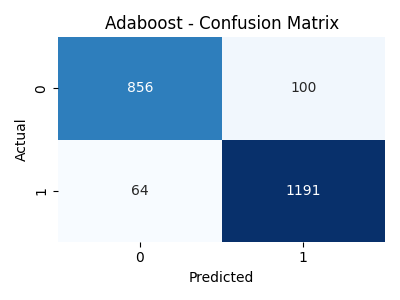 Adaboost - Confusion Matrix
Actual
0
856
100
1
64
1191
0
1
Predicted